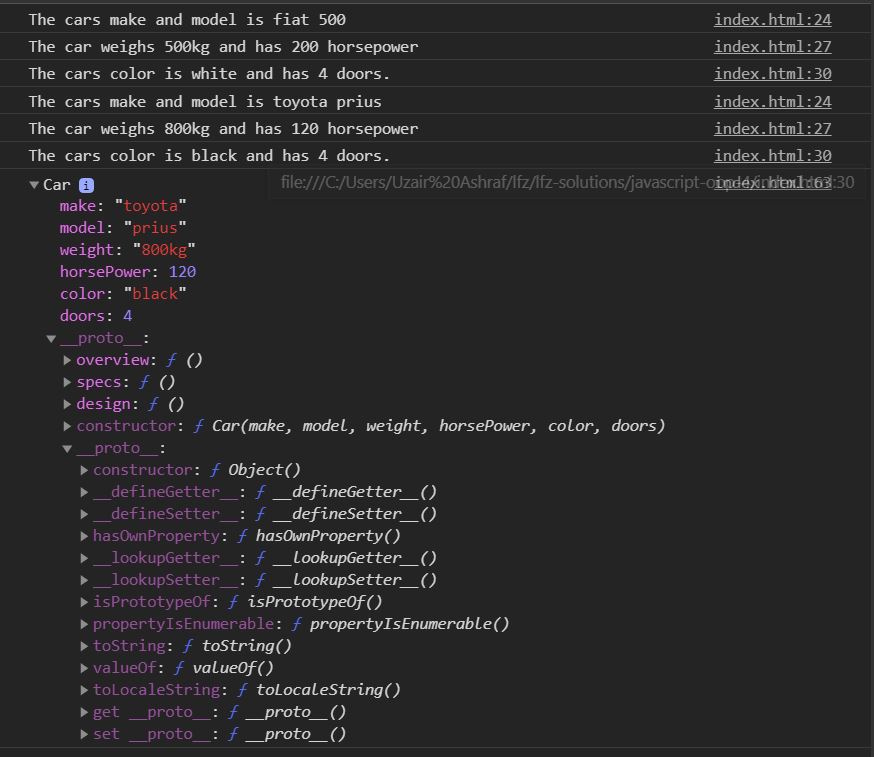 The cars make and model is fiat 500 index.html:24
The car weighs 500kg and has 200 horsepower index.html:27
The cars color is white and has 4 doors. index.html:30
The cars make and model is toyota prius index.html:24
The car weighs 800kg and has 120 horsepower index.html:27
The cars color is black and has 4 doors. index.html:30
Car i file:///C:/Users/Uzair%20Ashraf/lfz/lfz-solutions/javascript- index.html:63 :30
make: "toyota"
model: "prius"
weight: "800kg"
horsePower: 120
color: "black"
doors: 4
__proto__:
overview: ƒ ()
specs: ƒ ()
design: ƒ ()
constructor: ƒ Car(make, model, weight, horsePower, color, doors)
__proto__:
constructor: ƒ Object()
__defineGetter__: ƒ __defineGetter__()
__defineSetter__: ƒ __defineSetter__()
hasOwnProperty: ƒ hasOwnProperty()
__lookupGetter__: ƒ __lookupGetter__()
__lookupSetter__: ƒ __lookupSetter__()
isPrototypeOf: ƒ isPrototypeOf()
propertyIsEnumerable: ƒ propertyIsEnumerable()
toString: ƒ toString()
valueOf: ƒ valueOf()
toLocaleString: ƒ toLocaleString()
get __proto__: ƒ __proto__()
set __proto__: ƒ __proto__()